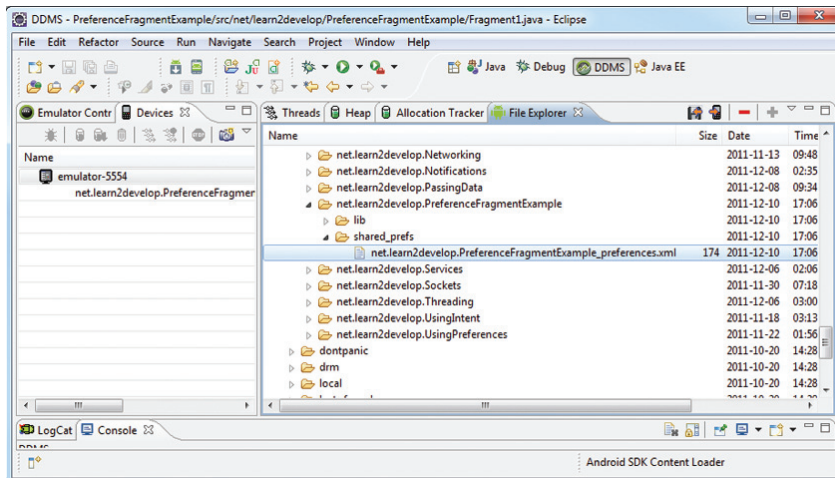 DDMS - PreferenceFragmentExample/src/net/learn2develop/PreferenceFragmentExample/Fragment1.java - Eclipse
File Edit Refactor Source Run Navigate Search Project Window Help
Java Debug DDMS Java EE
Emulator Contr Devices Threads Heap Allocation Tracker File Explorer
Name
emulator-5554
net.learn2develop.PreferenceFragmer
Name Size Date Time
net.learn2develop.Networking 2011-11-13 09:48
net.learn2develop.Notifications 2011-12-08 02:35
net.learn2develop.PassingData 2011-12-08 09:34
net.learn2develop.PreferenceFragmentExample 2011-12-10 17:06
lib 2011-12-10 17:06
shared_prefs 2011-12-10 17:06
net.learn2develop.PreferenceFragmentExample_preferences.xml 174 2011-12-10 17:06
net.learn2develop.Services 2011-12-06 02:06
net.learn2develop.Sockets 2011-11-30 07:18
net.learn2develop.Threading 2011-12-06 03:00
net.learn2develop.UsingIntent 2011-11-18 03:13
net.learn2develop.UsingPreferences 2011-11-22 01:56
dontpanic 2011-10-20 14:28
drm 2011-10-20 14:28
local 2011-10-20 14:28
LogCat Console
DDMS
Android SDK Content Loader